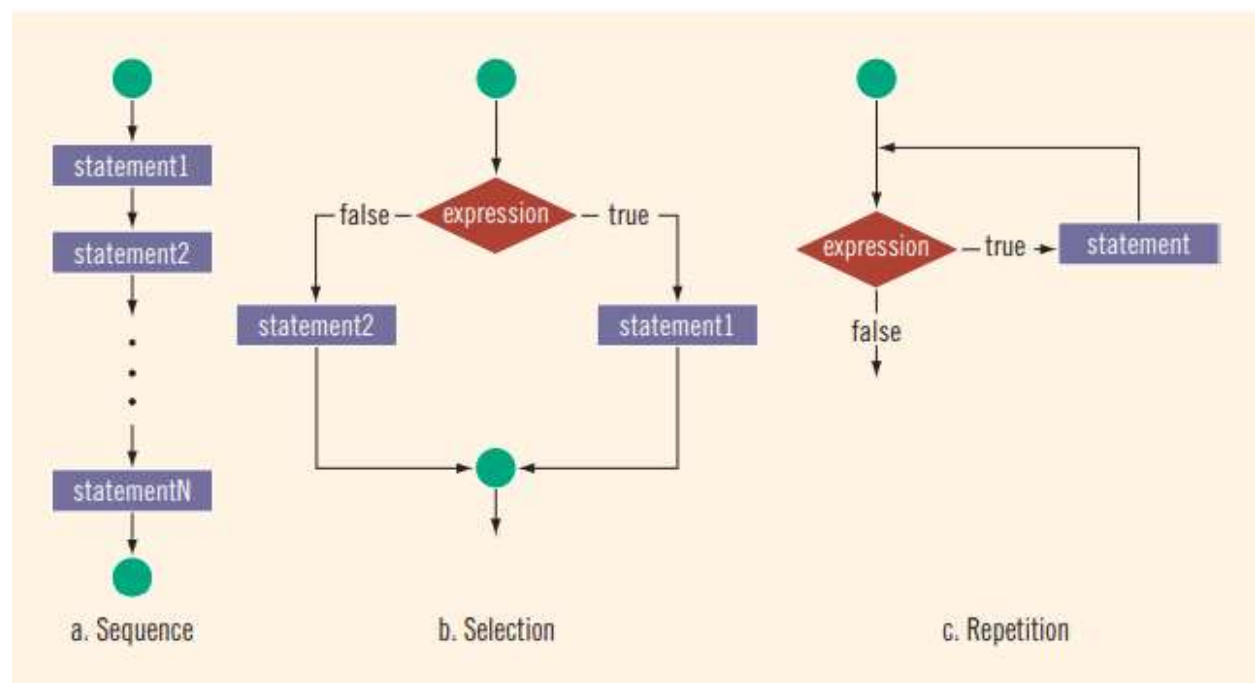 statement1
statement2
statementN
a. Sequence
expression
false
true
statement2
statement1
b. Selection
expression
true
statement
false
c. Repetition